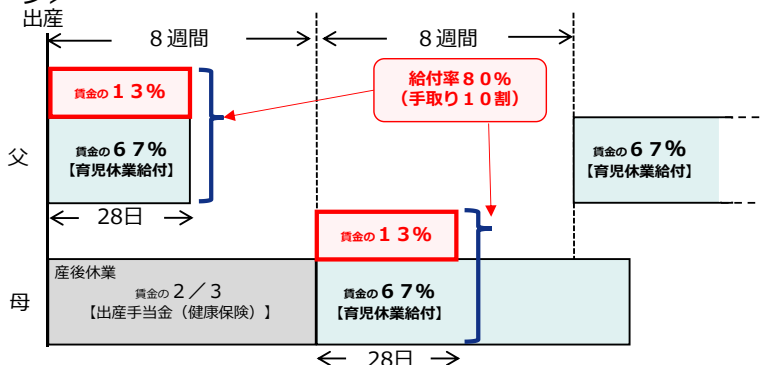 出産
８週間
８週間
賃金の１３％
給付率８０％
（手取り１０割）
父
賃金の６７％
【育児休業給付】
賃金の６７％
【育児休業給付】
28日
賃金の１３％
母
産後休業
賃金の２／３
【出産手当金（健康保険）】
賃金の６７％
【育児休業給付】
28日